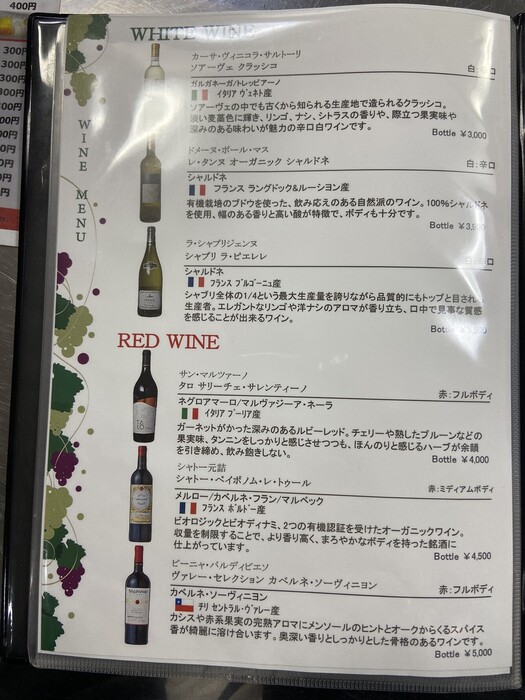 400円
300円
300円
WHITE WINE
WINE MENU
カーサ・ヴィニコラ・サルトーリ
ソアーヴェ クラッシコ
白:辛口
ガルガネーガ/トレッビアーノ
イタリア ヴェネト産
ソアーヴェの中でも古くから知られる生産地で造られるクラッシコ。
淡い麦藁色に輝き、リンゴ、ナシ、シトラスの香りや、際立つ果実味や
深みのある味わいが魅力の辛口白ワインです。
Bottle ¥3,000
ドメーヌ・ポール・マス
レ・タンヌ オーガニック シャルドネ
白:辛口
シャルドネ
フランス ラングドック&ルーション産
有機栽培のブドウを使った、飲み応えのある自然派のワイン。100%シャルドネ
を使用、幅のある香りと高い酸が特徴で、ボディも十分です。
Bottle
ラ・シャブリジェンヌ
シャブリ ラ・ピエレレ
シャルドネ
フランス ブルゴーニュ産
シャブリ全体の1/4という最大生産量を誇りながら品質的にもトップと目される
生産者。エレガントなリンゴや洋ナシのアロマが香り立ち、口中で見事な質感
を感じることが出来るワイン。
RED WINE
サン・マルツァーノ
タロ サリーチェ・サレンティーノ
赤:フルボディ
ネグロアマーロ/マルヴァジーア・ネーラ
イタリア プーリア産
ガーネットがかった深みのあるルビーレッド。チェリーや熟したプルーンなどの
果実味、タンニンをしっかりと感じさせつつも、ほんのりと感じるハーブが余韻
を引き締め、飲み飽きしない。
Bottle ¥4,000
シャトー元詰
シャトー・ペイボノム・レ・トゥール
赤:ミディアムボディ
メルロー/カベルネ・フラン/マルベック
フランス ボルドー産
ビオロジックとビオディナミ、2つの有機認証を受けたオーガニックワイン。
収量を制限することで、より香り高く、まろやかなボディを持った銘酒に
仕上がっています。
Bottle ¥4,500
ビーニャ・バルディビエソ
ヴァレー・セレクション カベルネ・ソーヴィニヨン
赤:フルボディ
カベルネ・ソーヴィニヨン
チリ セントラル・ヴァレー産
カシスや赤系果実の完熟アロマにメンソールのヒントとオークからくるスパイス
香が綺麗に溶け合います。奥深い香りとしっかりとした骨格のあるワインです。
Bottle ¥5,000